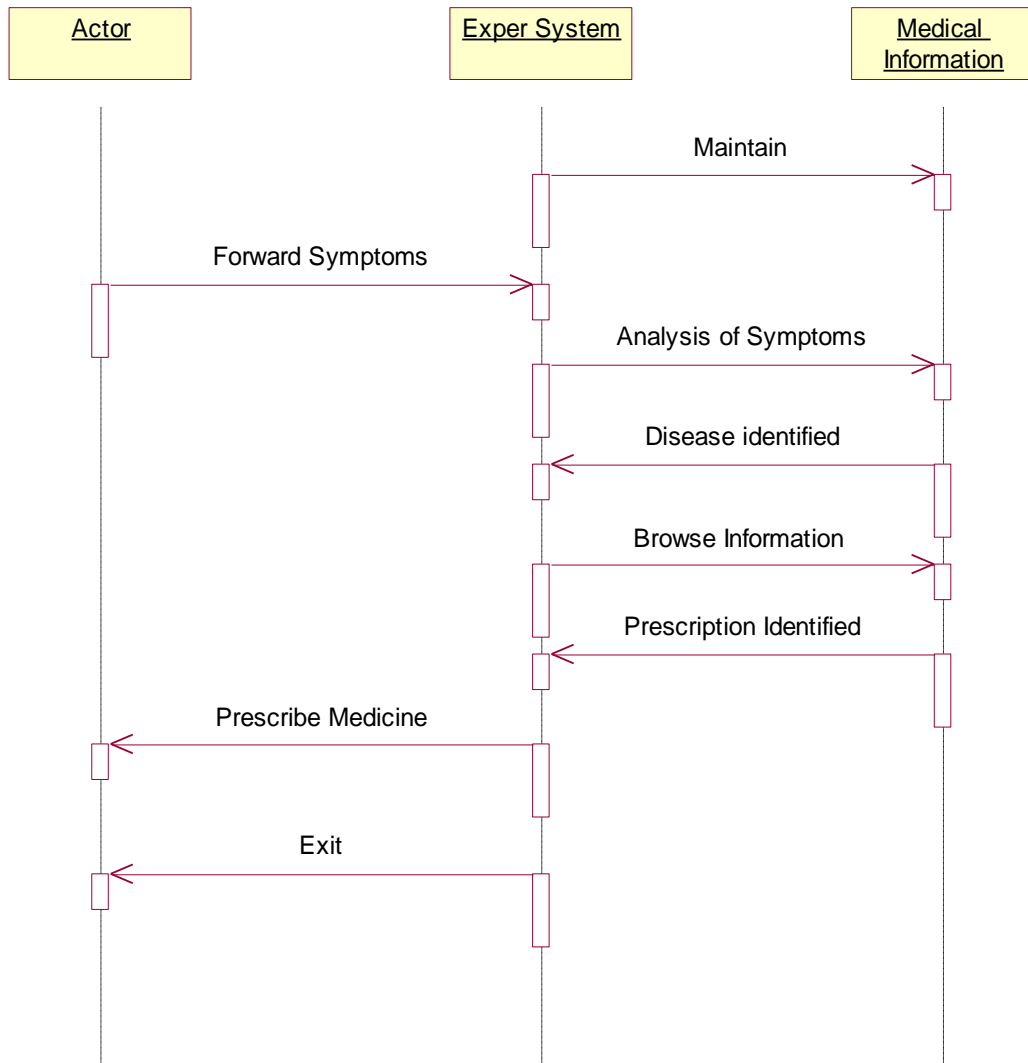 Actor
Exper System
Medical
Information
Maintain
Forward Symptoms
Analysis of Symptoms
Disease identified
Browse Information
Prescription Identified
Prescribe Medicine
Exit